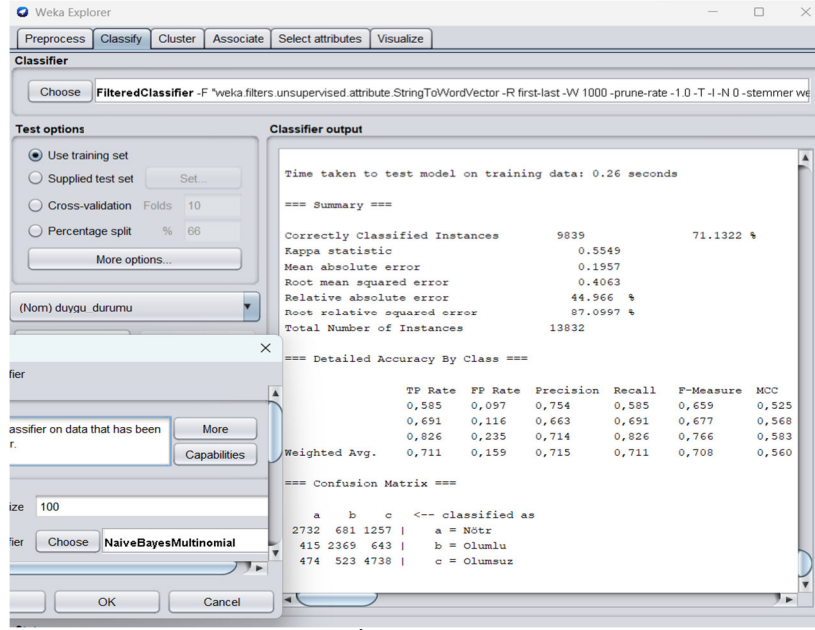 Weka Explorer
Preprocess Classify Cluster Associate Select attributes Visualize
Classifier
Choose FilteredClassifier -F "weka.filters.unsupervised.attribute.StringToWordVector -R first-last -W 1000 -prune-rate -1.0 -T -I -N 0 -stemmer we
Test options
Use training set
Supplied test set Set...
Cross-validation Folds 10
Percentage split % 66
More options...
(Nom) duygu_durumu
fier
assifier on data that has been
r.
More
Capabilities
ize 100
fier Choose NaiveBayesMultinomial
OK Cancel
Classifier output
Time taken to test model on training data: 0.26 seconds
=== Summary ===
Correctly Classified Instances 9839 71.1322 %
Kappa statistic 0.5549
Mean absolute error 0.1957
Root mean squared error 0.4063
Relative absolute error 44.966 %
Root relative squared error 87.0997 %
Total Number of Instances 13832
=== Detailed Accuracy By Class ===
TP Rate FP Rate Precision Recall F-Measure MCC
0,585 0,097 0,754 0,585 0,659 0,525
0,691 0,116 0,663 0,691 0,677 0,568
0,826 0,235 0,714 0,826 0,766 0,583
Weighted Avg. 0,711 0,159 0,715 0,711 0,708 0,560
=== Confusion Matrix ===
a b c <-- classified as
2732 681 1257 | a = Nötr
415 2369 643 | b = Olumlu
474 523 4738 | c = Olumsuz